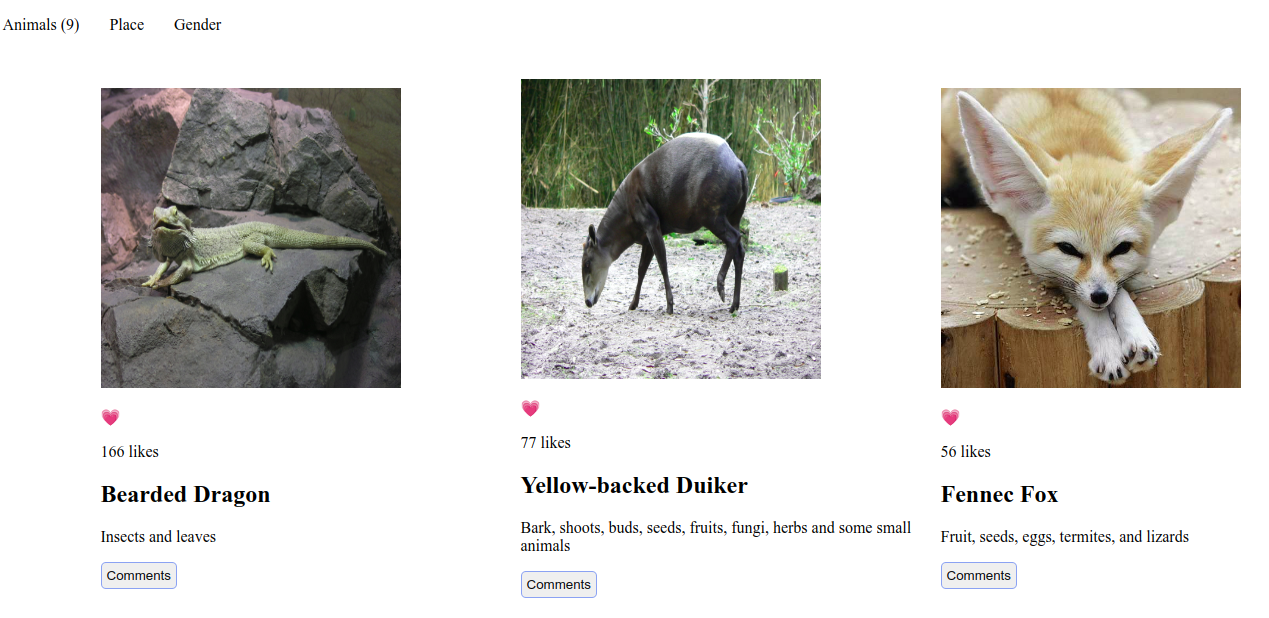 Animals (9) Place Gender
166 likes
Bearded Dragon
Insects and leaves
Comments
77 likes
Yellow-backed Duiker
Bark, shoots, buds, seeds, fruits, fungi, herbs and some small
animals
Comments
56 likes
Fennec Fox
Fruit, seeds, eggs, termites, and lizards
Comments